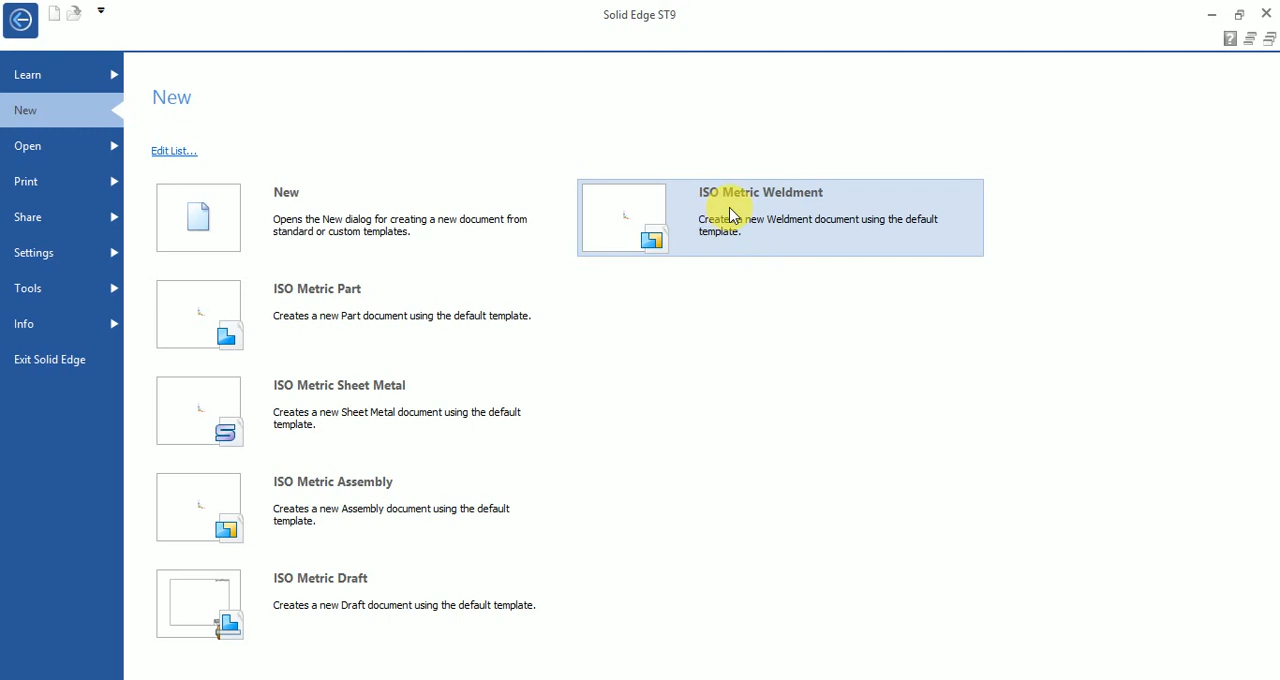 Solid Edge ST9
Learn
New
Open
Print
Share
Settings
Tools
Info
Exit Solid Edge
New
Edit List...
New
Opens the New dialog for creating a new document from
standard or custom templates.
ISO Metric Part
Creates a new Part document using the default template.
ISO Metric Sheet Metal
Creates a new Sheet Metal document using the default
template.
ISO Metric Assembly
Creates a new Assembly document using the default
template.
ISO Metric Draft
Creates a new Draft document using the default template.
ISO Metric Weldment
Creates a new Weldment document using the default
template.